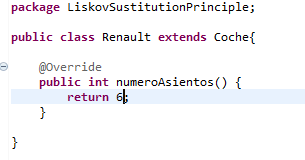 package LiskovSustitutionPrinciple;
public class Renault extends Coche{
@Override
public int numeroAsientos() {
return 6;
}
}